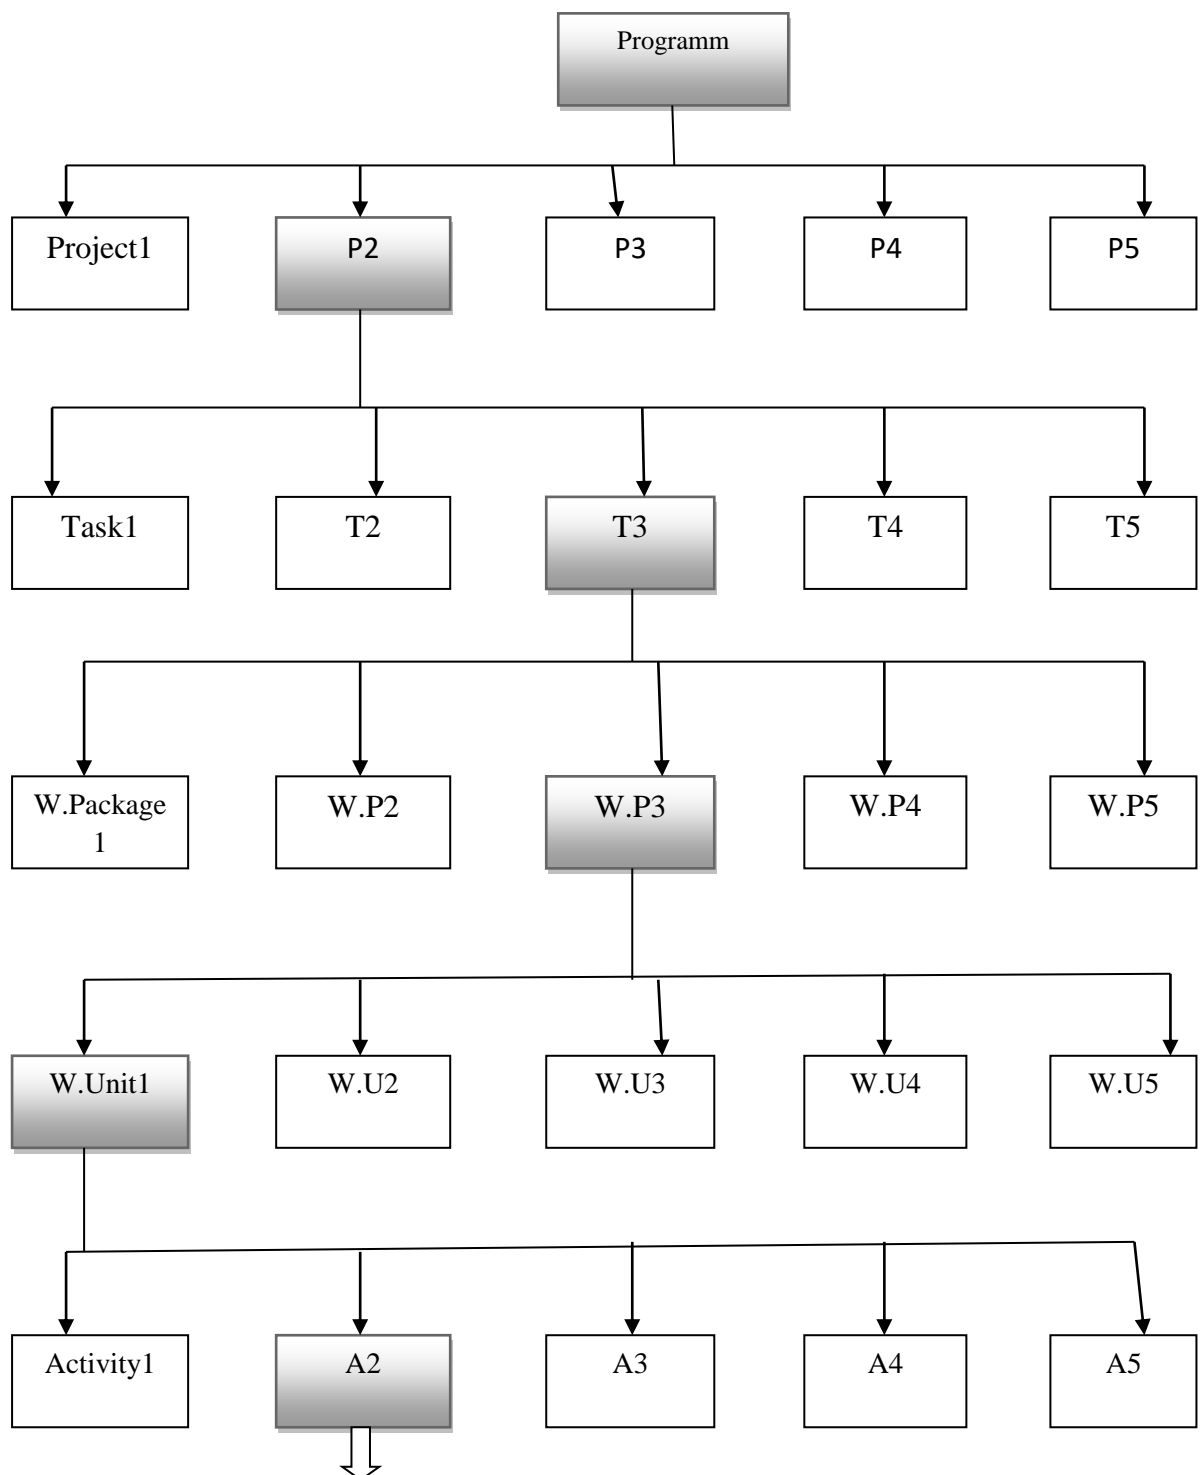 Programm
Project1
P2
P3
P4
P5
Task1
T2
T3
T4
T5
W.Package
1
W.P2
W.P3
W.P4
W.P5
W.Unit1
W.U2
W.U3
W.U4
W.U5
Activity1
A2
A3
A4
A5